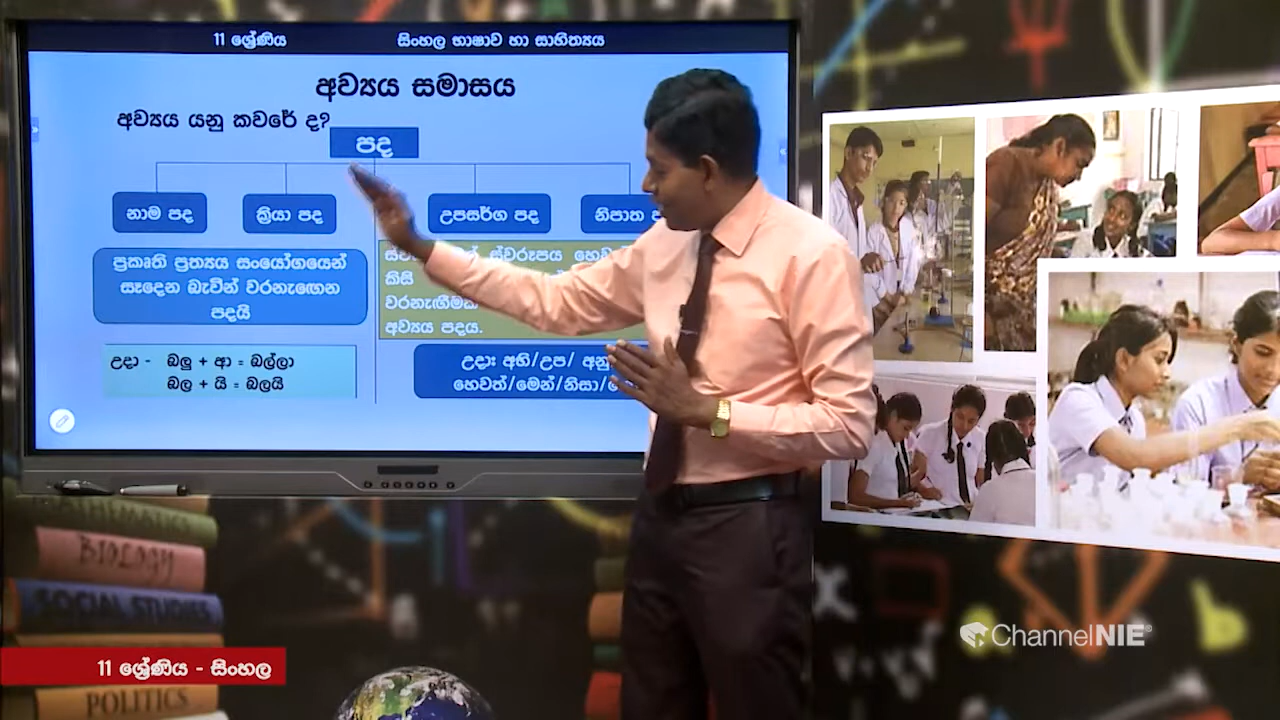 11 ශ්‍රේණිය
සිංහල භාෂාව හා සාහිත්‍යය
අව්‍යය සමාසය
අව්‍යය යනු කවරේ ද?
පද
නාම පද
ක්‍රියා පද
උපසර්ග පද
නිපාත
ප්‍රකෘති ප්‍රත්‍යය සංයෝගයෙන්
සෑදෙන බැවින් වරනැඟෙන
පදයි
ස්වරූපය
කිසි
අව්‍යය පදය.
උදා - බලු + ආ = බල්ලා
බල + යි = බලයි
උදා: අභි/උප/ අනු
හෙවත්/මෙන්/නිසා/
MATHEMATICS
BIOLOGY
SOCIAL STUDIES
POLITICS
11 ශ්‍රේණිය - සිංහල
ChannelNIE